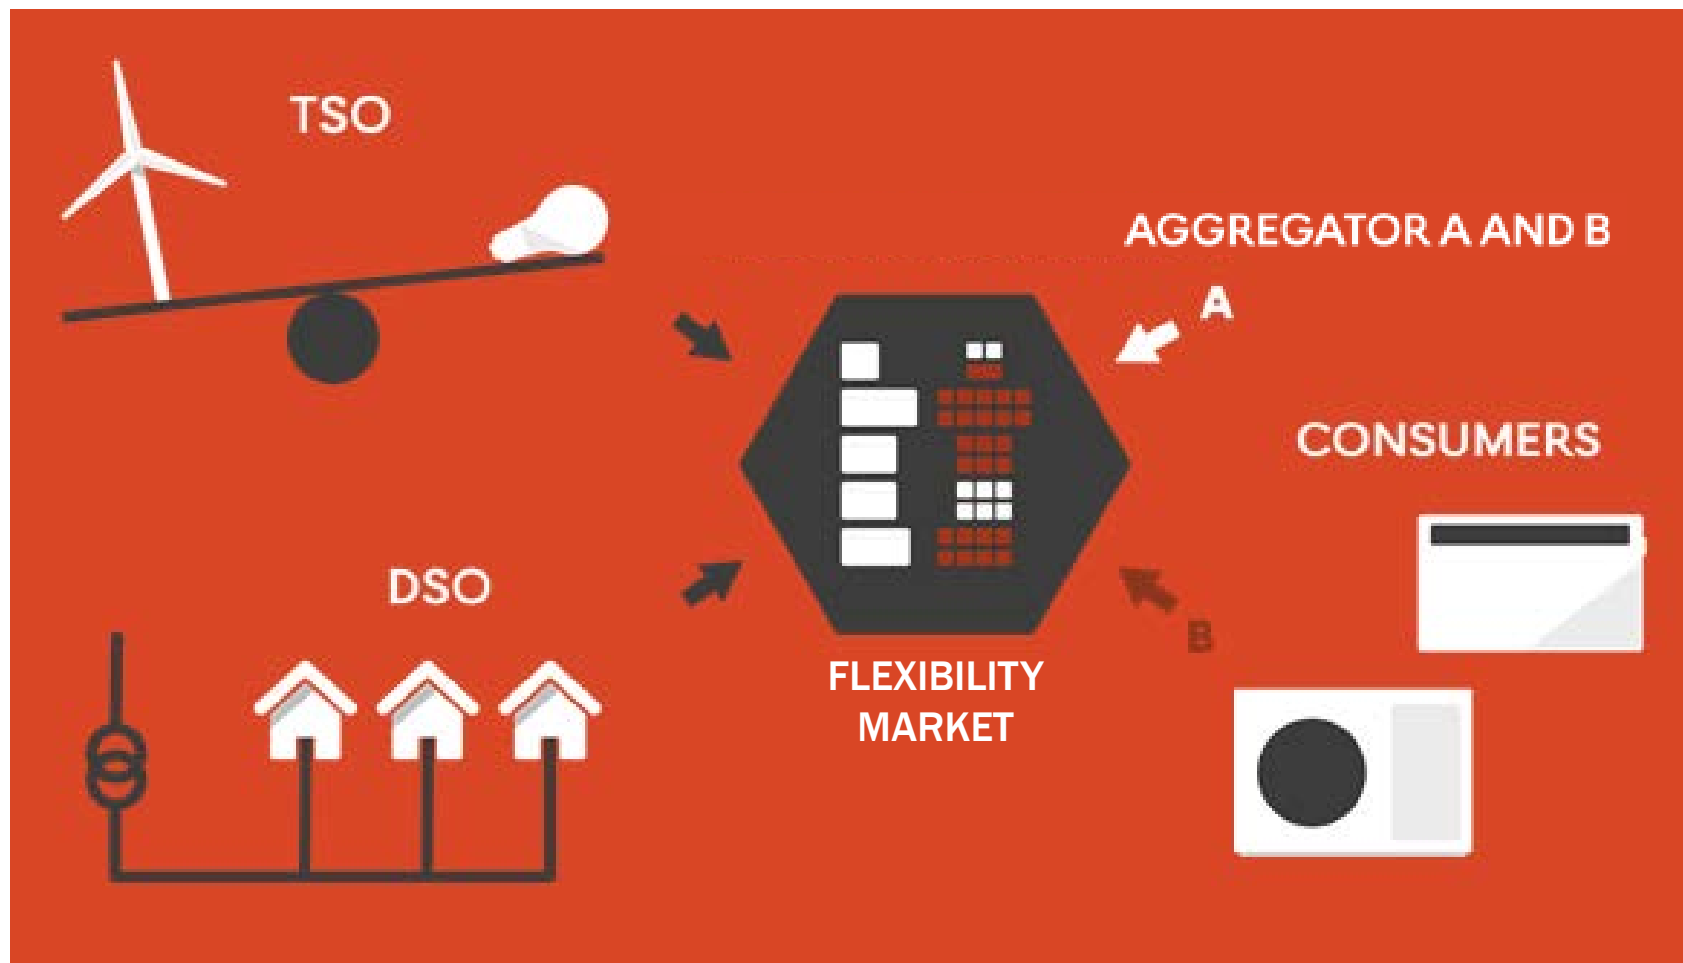 TSO
AGGREGATOR A AND B
A
CONSUMERS
DSO
B
FLEXIBILITY
MARKET